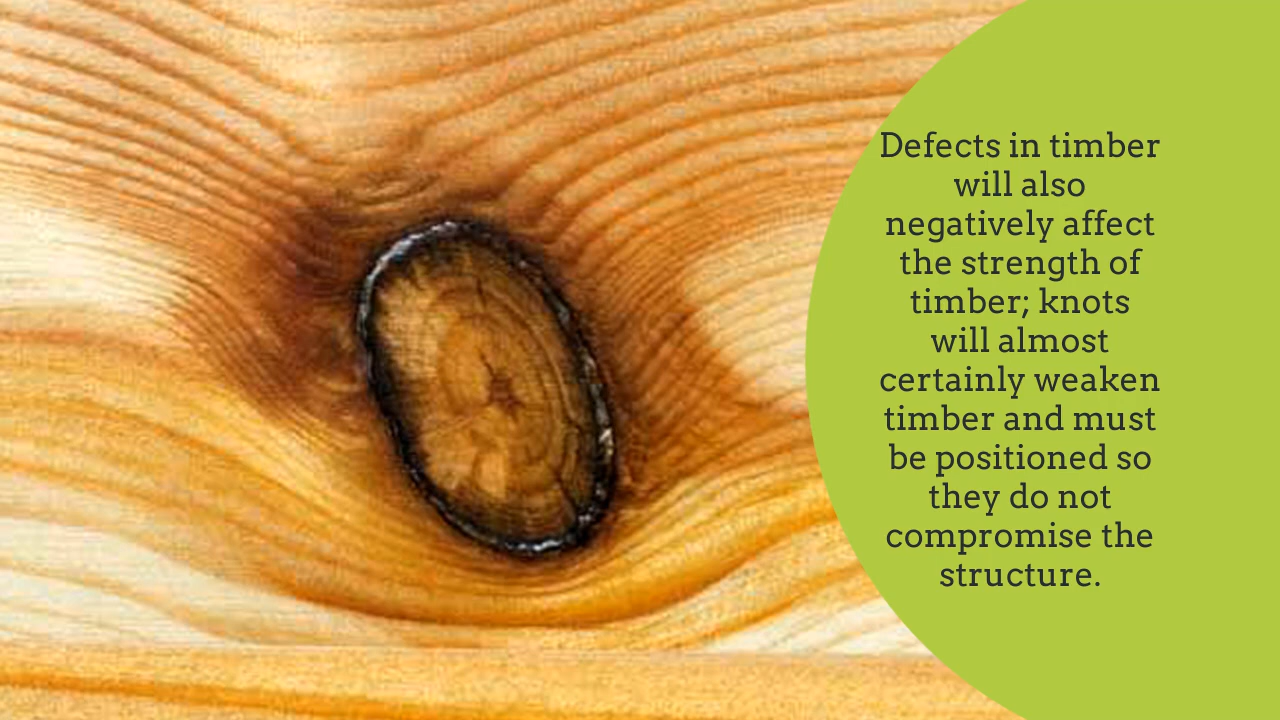 Defects in timber
will also
negatively affect
the strength of
timber; knots
will almost
certainly weaken
timber and must
be positioned so
they do not
compromise the
structure.